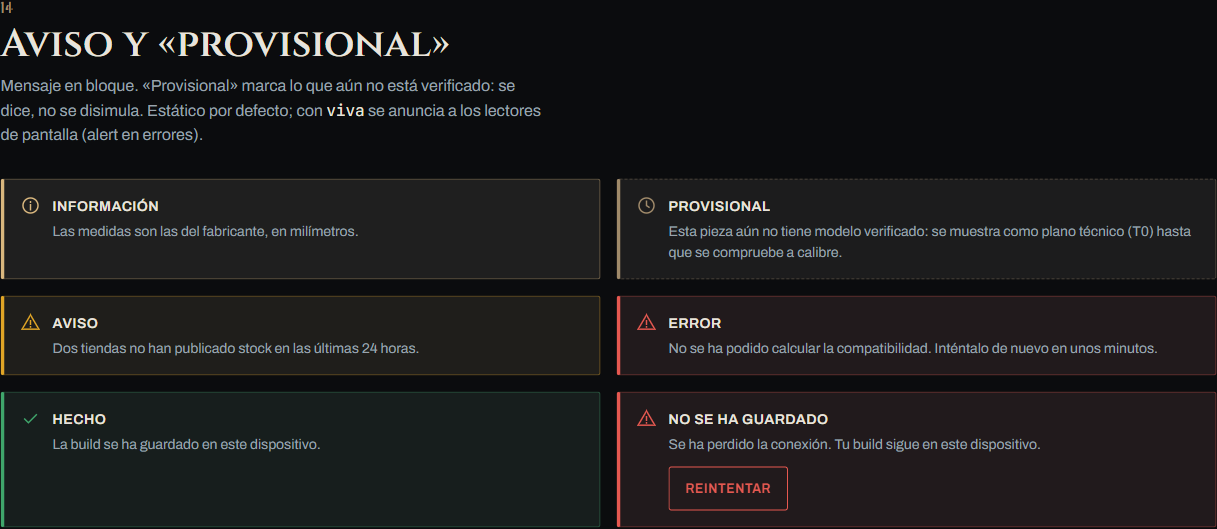 14
AVISO Y «PROVISIONAL»
Mensaje en bloque. «Provisional» marca lo que aún no está verificado: se
dice, no se disimula. Estático por defecto; con viva se anuncia a los lectores
de pantalla (alert en errores).
INFORMACIÓN
Las medidas son las del fabricante, en milímetros.
PROVISIONAL
Esta pieza aún no tiene modelo verificado: se muestra como plano técnico (T0) hasta
que se compruebe a calibre.
AVISO
Dos tiendas no han publicado stock en las últimas 24 horas.
ERROR
No se ha podido calcular la compatibilidad. Inténtalo de nuevo en unos minutos.
HECHO
La build se ha guardado en este dispositivo.
NO SE HA GUARDADO
Se ha perdido la conexión. Tu build sigue en este dispositivo.
REINTENTAR